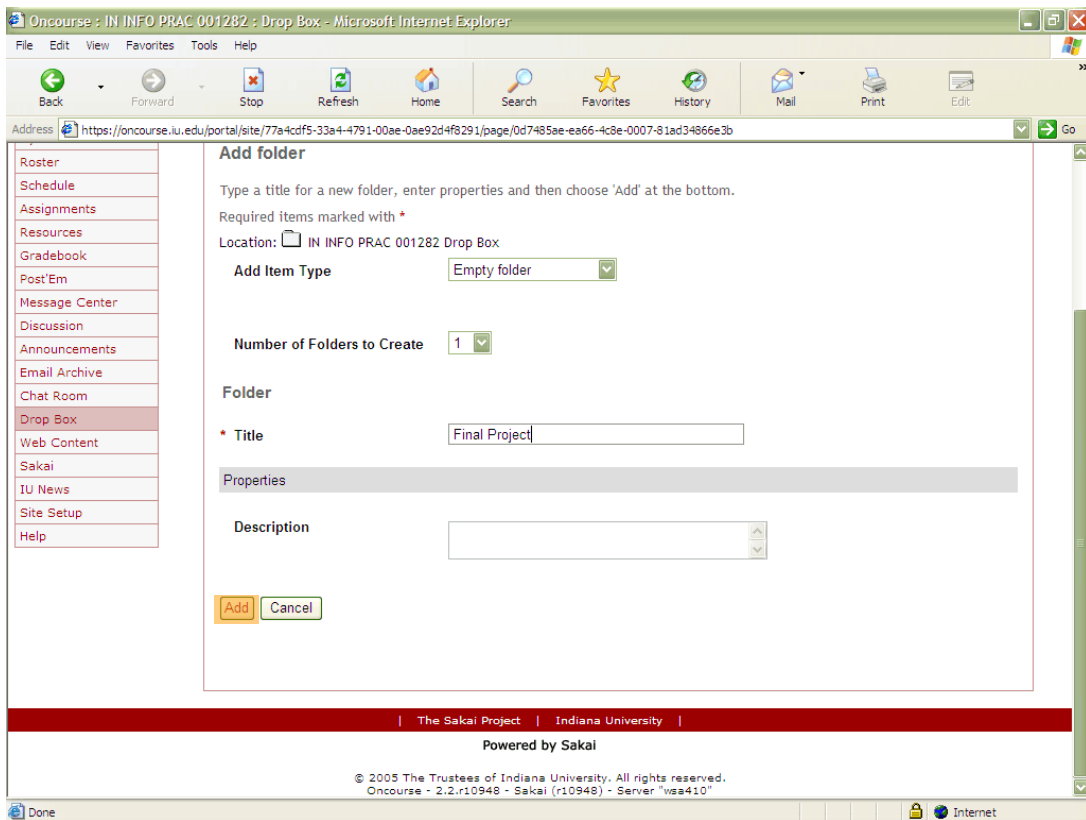 Oncourse : IN INFO PRAC 001282 : Drop Box - Microsoft Internet Explorer
File Edit View Favorites Tools Help
Back Forward Stop Refresh Home Search Favorites History Mail Print Edit
Address https://oncourse.iu.edu/portal/site/77a4cdf5-33a4-4791-00ae-0ae92d4f8291/page/0d7485ae-ea66-4c8e-0007-81ad34866e3b Go
Roster
Schedule
Assignments
Resources
Gradebook
Post'Em
Message Center
Discussion
Announcements
Email Archive
Chat Room
Drop Box
Web Content
Sakai
IU News
Site Setup
Help
Add folder
Type a title for a new folder, enter properties and then choose 'Add' at the bottom.
Required items marked with *
Location: IN INFO PRAC 001282 Drop Box
Add Item Type Empty folder
Number of Folders to Create 1
Folder
* Title Final Project
Properties
Description
Add Cancel
| The Sakai Project | Indiana University |
Powered by Sakai
© 2005 The Trustees of Indiana University. All rights reserved.
Oncourse - 2.2.r10948 - Sakai (r10948) - Server "wsa410"
Done Internet